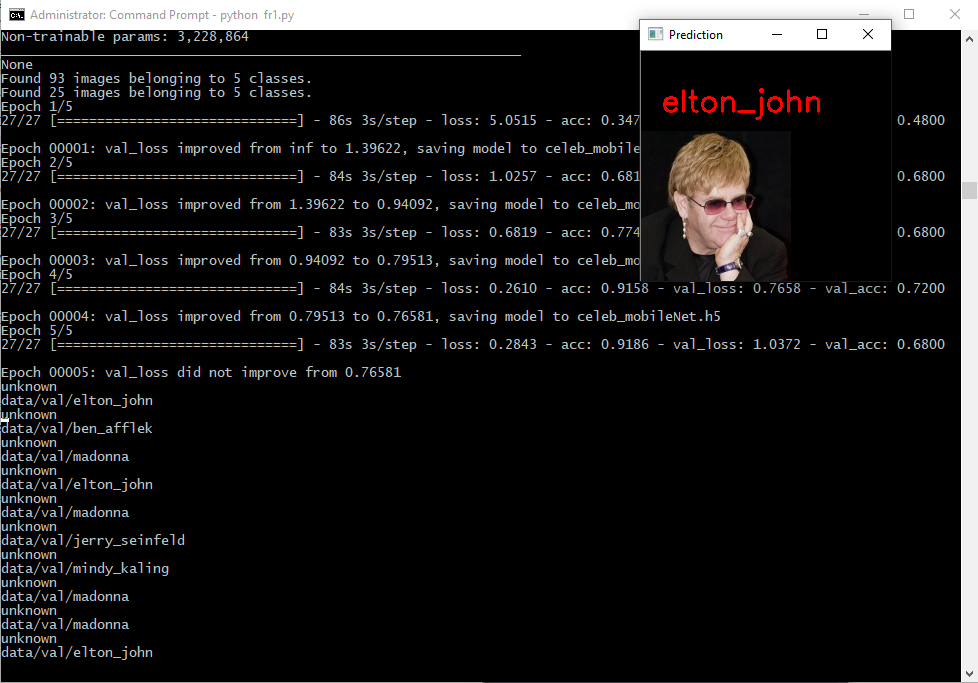 Administrator: Command Prompt - python fr1.py
Non-trainable params: 3,228,864
None
Found 93 images belonging to 5 classes.
Found 25 images belonging to 5 classes.
Epoch 1/5
27/27 [==============================] - 86s 3s/step - loss: 5.0515 - acc: 0.347 0.4800
Epoch 00001: val_loss improved from inf to 1.39622, saving model to celeb_mobile
Epoch 2/5
27/27 [==============================] - 84s 3s/step - loss: 1.0257 - acc: 0.681 0.6800
Epoch 00002: val_loss improved from 1.39622 to 0.94092, saving model to celeb_mo
Epoch 3/5
27/27 [==============================] - 83s 3s/step - loss: 0.6819 - acc: 0.774 0.6800
Epoch 00003: val_loss improved from 0.94092 to 0.79513, saving model to celeb_mo
Epoch 4/5
27/27 [==============================] - 84s 3s/step - loss: 0.2610 - acc: 0.9158 - val_loss: 0.7658 - val_acc: 0.7200
Epoch 00004: val_loss improved from 0.79513 to 0.76581, saving model to celeb_mobileNet.h5
Epoch 5/5
27/27 [==============================] - 83s 3s/step - loss: 0.2843 - acc: 0.9186 - val_loss: 1.0372 - val_acc: 0.6800
Epoch 00005: val_loss did not improve from 0.76581
unknown
data/val/elton_john
unknown
data/val/ben_afflek
unknown
data/val/madonna
unknown
data/val/elton_john
unknown
data/val/madonna
unknown
data/val/jerry_seinfeld
unknown
data/val/mindy_kaling
unknown
data/val/madonna
unknown
data/val/madonna
unknown
data/val/elton_john
Prediction
elton_john